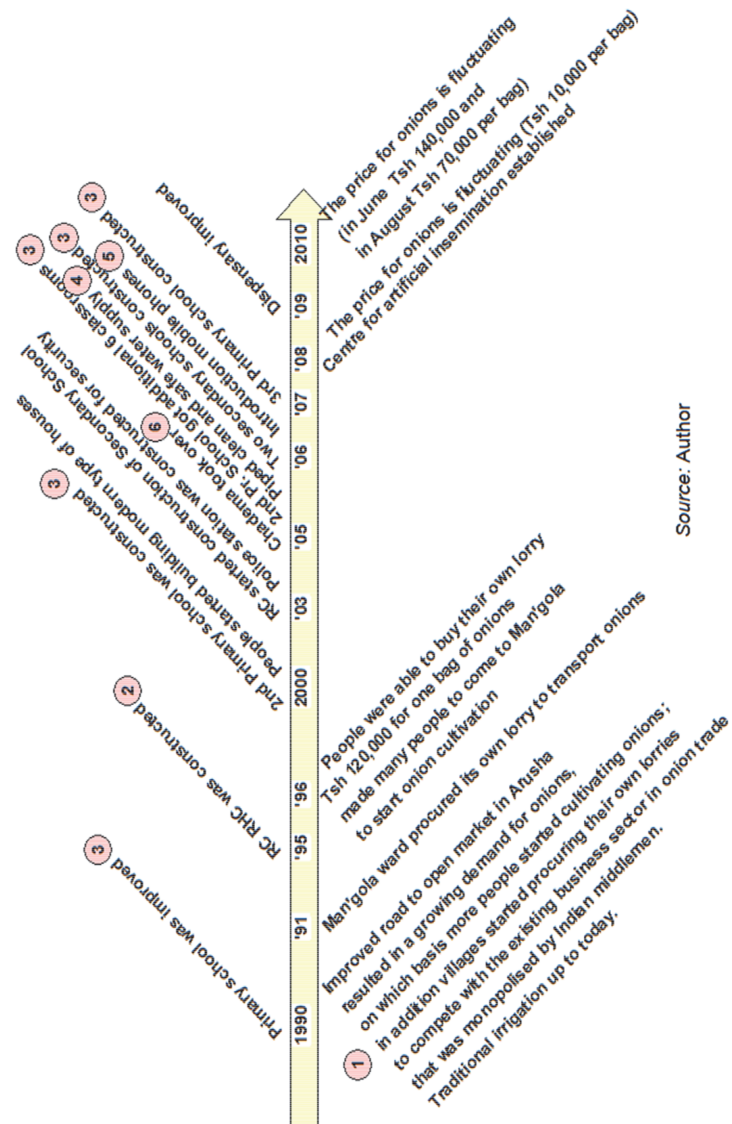 Primary school was improved
3
RC RHC was constructed
2
2nd Primary school was constructed
3
People started building modern type of houses
RC started construction of Secondary School
Police station was constructed for security
Cnadema took over
6
2nd Pr. School got additional 6 classrooms
3
Piped clean and safe water supply
4
Two secondary schools constructed
3
Introduction mobile phones
5
3rd Primary school constructed
3
Dispensary improved
1990
'91
'95
'96
2000
'03
'05
'06
'07
'08
'09
2010
1
Improved road to open market in Arusha
resulted in a growing demand for onions,
on which basis more people started cultivating onions;
in addition villages started procuring their own lorries
to compete with the existing business sector in onion trade
that was monopolised by Indian middlemen.
Traditional irrigation up to today.
Man'gola ward procured its own lorry to transport onions
People were able to buy their own lorry
Tsh 120,000 for one bag of onions
made many people to come to Man'gola
to start onion cultivation
Centre for artificial insemination established
The price for onions is fluctuating (Tsh 10,000 per bag)
The price for onions is fluctuating
(in June Tsh 140,000 and
in August Tsh 70,000 per bag)
Source: Author